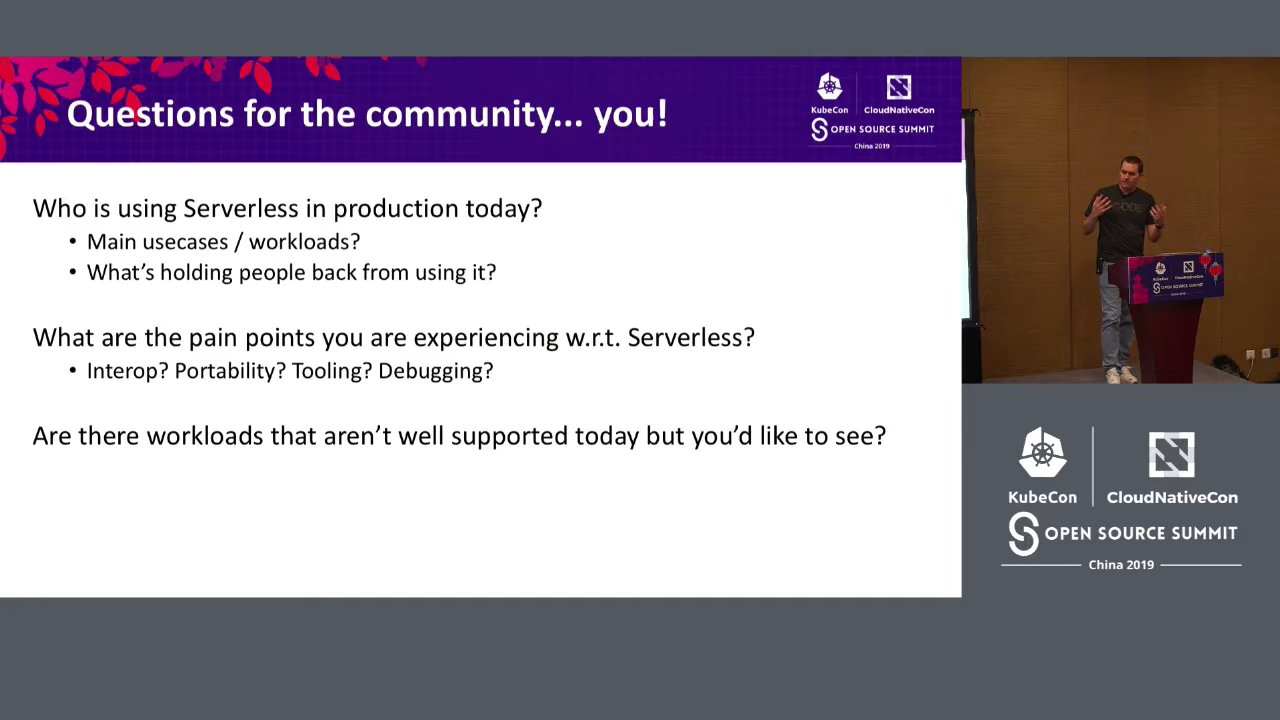 Questions for the community... you!
KubeCon
CloudNativeCon
OPEN SOURCE SUMMIT
China 2019
Who is using Serverless in production today?
• Main usecases / workloads?
• What's holding people back from using it?
What are the pain points you are experiencing w.r.t. Serverless?
• Interop? Portability? Tooling? Debugging?
Are there workloads that aren't well supported today but you'd like to see?
KubeCon
CloudNativeCon
OPEN SOURCE SUMMIT
China 2019